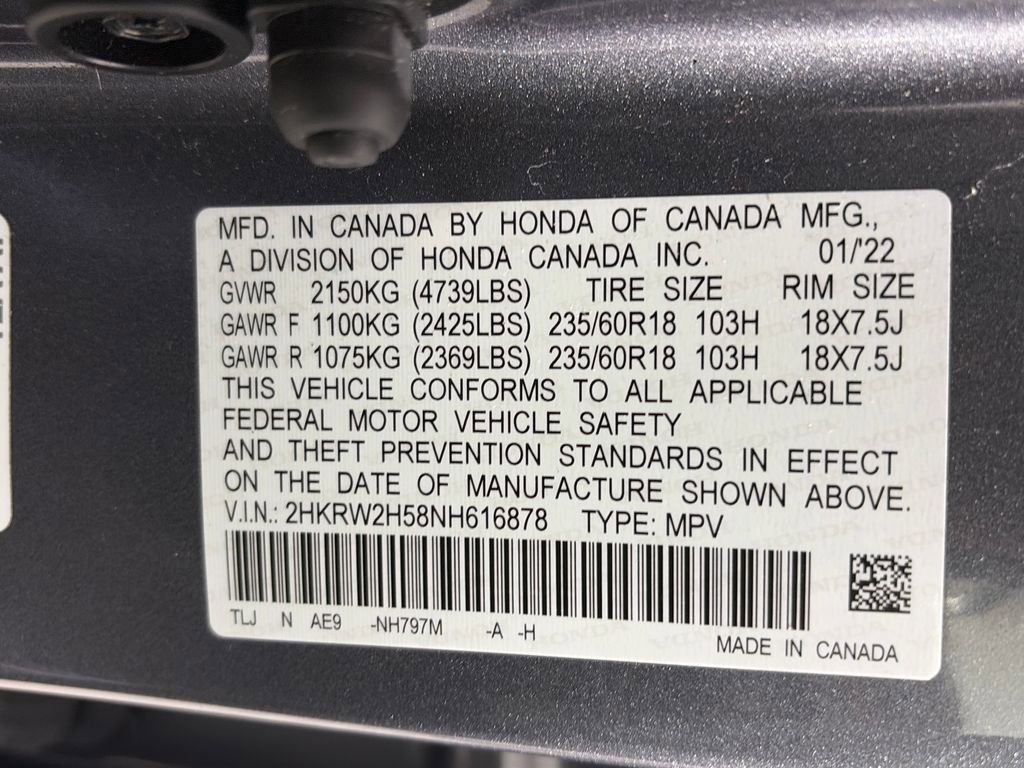 MFD. IN CANADA BY HONDA OF CANADA MFG.,
A DIVISION OF HONDA CANADA INC. 01/'22
GVWR 2150KG (4739LBS) TIRE SIZE RIM SIZE
GAWR F 1100KG (2425LBS) 235/60R18 103H 18X7.5J
GAWR R 1075KG (2369LBS) 235/60R18 103H 18X7.5J
THIS VEHICLE CONFORMS TO ALL APPLICABLE
FEDERAL MOTOR VEHICLE SAFETY
AND THEFT PREVENTION STANDARDS IN EFFECT
ON THE DATE OF MANUFACTURE SHOWN ABOVE.
V.I.N.: 2HKRW2H58NH616878 TYPE: MPV
TLJ N AE9 -NH797M -A -H
MADE IN CANADA